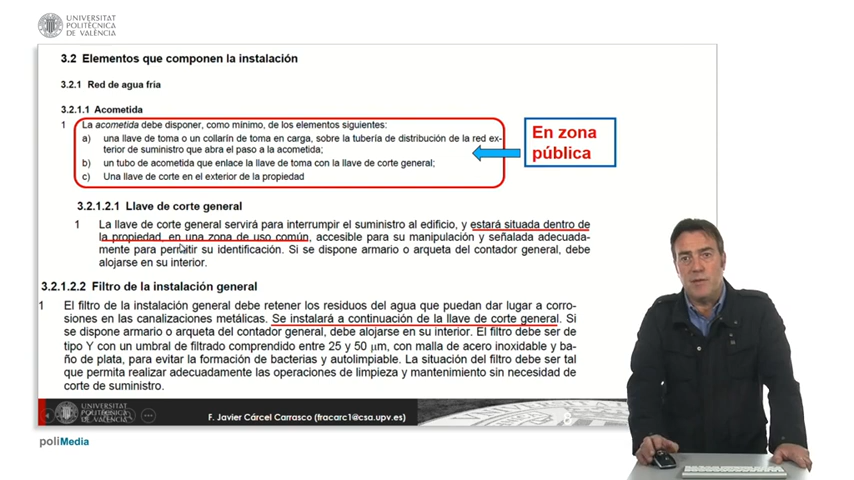 UNIVERSITAT
POLITÈCNICA
DE VALÈNCIA
3.2 Elementos que componen la instalación
3.2.1 Red de agua fría
3.2.1.1 Acometida
1 La acometida debe disponer, como mínimo, de los elementos siguientes:
a) una llave de toma o un collarín de toma en carga, sobre la tubería de distribución de la red ex-
terior de suministro que abra el paso a la acometida;
b) un tubo de acometida que enlace la llave de toma con la llave de corte general;
c) Una llave de corte en el exterior de la propiedad
En zona
pública
3.2.1.2.1 Llave de corte general
1 La llave de corte general servirá para interrumpir el suministro al edificio, y estará situada dentro de
la propiedad, en una zona de uso común, accesible para su manipulación y señalada adecuada-
mente para permitir su identificación. Si se dispone armario o arqueta del contador general, debe
alojarse en su interior.
3.2.1.2.2 Filtro de la instalación general
1 El filtro de la instalación general debe retener los residuos del agua que puedan dar lugar a corro-
siones en las canalizaciones metálicas. Se instalará a continuación de la llave de corte general. Si
se dispone armario o arqueta del contador general, debe alojarse en su interior. El filtro debe ser de
tipo Y con un umbral de filtrado comprendido entre 25 y 50 μm, con malla de acero inoxidable y ba-
ño de plata, para evitar la formación de bacterias y autolimpiable. La situación del filtro debe ser tal
que permita realizar adecuadamente las operaciones de limpieza y mantenimiento sin necesidad de
corte de suministro.
UNIVERSITAT
POLITÈCNICA
DE VALÈNCIA
F. Javier Cárcel Carrasco (fracarc1@csa.upv.es)
poliMedia